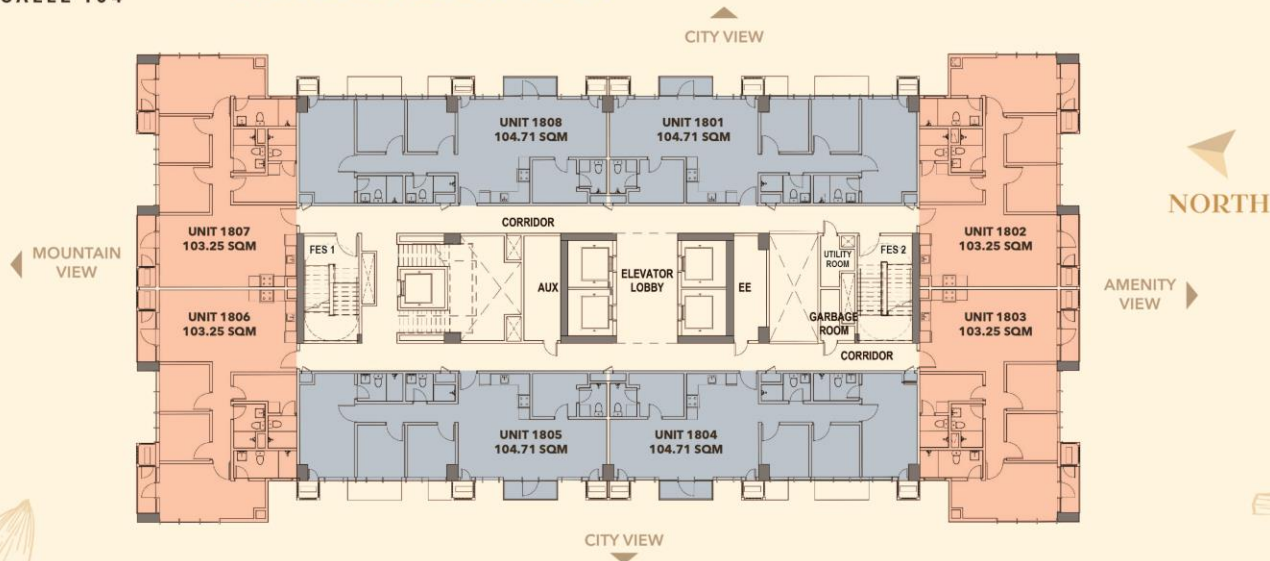 CITY VIEW
UNIT 1808
104.71 SQM
UNIT 1801
104.71 SQM
NORTH
UNIT 1807
103.25 SQM
CORRIDOR
UNIT 1802
103.25 SQM
MOUNTAIN
VIEW
FES 1
AUX
ELEVATOR
LOBBY
EE
UTILITY
ROOM
FES 2
AMENITY
VIEW
UNIT 1806
103.25 SQM
GARBAGE
ROOM
UNIT 1803
103.25 SQM
CORRIDOR
UNIT 1805
104.71 SQM
UNIT 1804
104.71 SQM
CITY VIEW